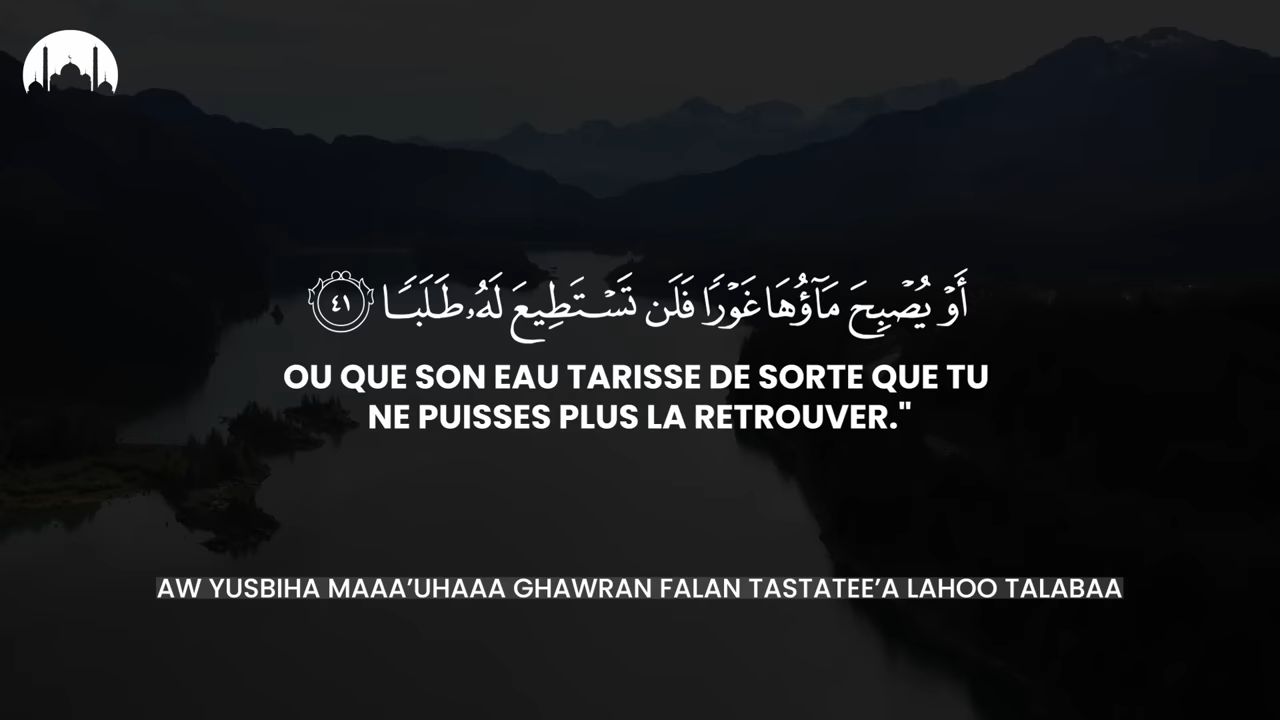 أَوْ يُصْبِحَ مَآؤُهَا غَوْرًا فَلَن تَسْتَطِيعَ لَهُۥ طَلَبًا ٤١
OU QUE SON EAU TARISSE DE SORTE QUE TU
NE PUISSES PLUS LA RETROUVER."
AW YUSBIHA MAAA’UHAAA GHAWRAN FALAN TASTATEE’A LAHOO TALABAA